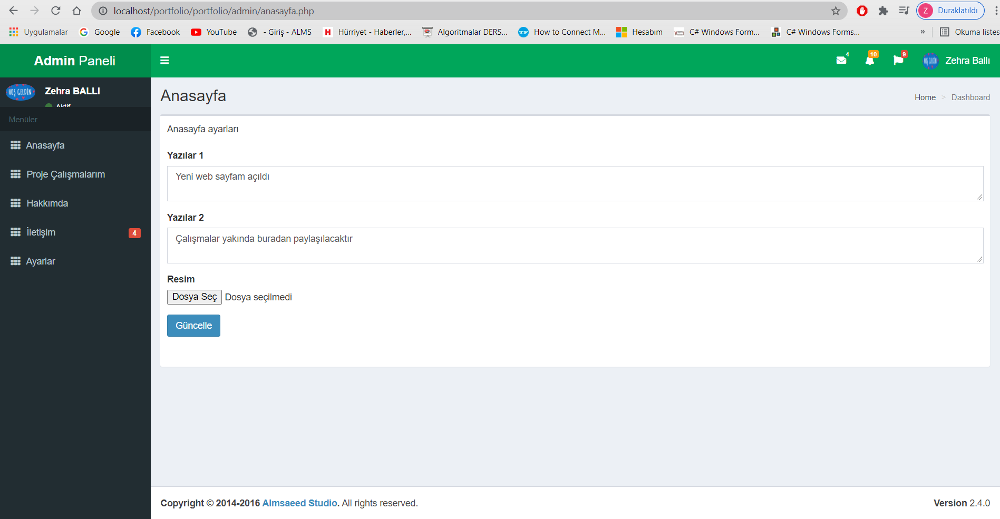 localhost/portfolio/portfolio/admin/anasayfa.php
Z Duraklatıldı
Uygulamalar Google Facebook YouTube - Giriş - ALMS Hürriyet - Haberler,... Algoritmalar DERS... How to Connect M... Hesabım C# Windows Form... C# Windows Forms... » Okuma listes
Admin Paneli
4 10 9 Zehra Ballı
HOŞ GELDİN Zehra BALLI
Aktif
Menüler
Anasayfa
Proje Çalışmalarım
Hakkımda
İletişim 4
Ayarlar
Anasayfa
Home > Dashboard
Anasayfa ayarları
Yazılar 1
Yeni web sayfam açıldı
Yazılar 2
Çalışmalar yakında buradan paylaşılacaktır
Resim
Dosya Seç Dosya seçilmedi
Güncelle
Copyright © 2014-2016 Almsaeed Studio. All rights reserved.
Version 2.4.0